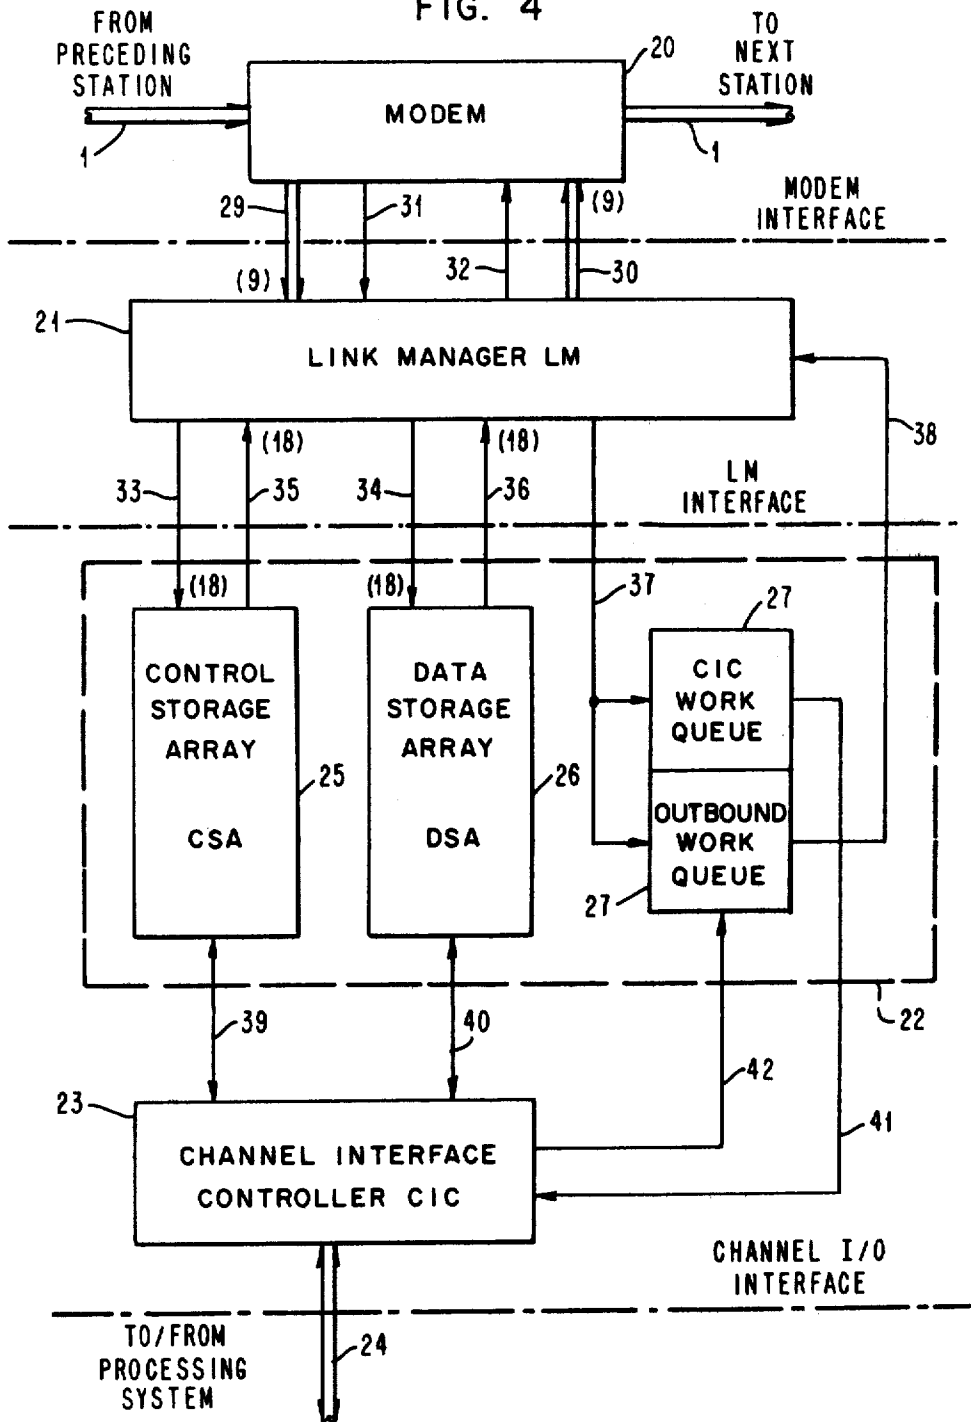 FIG. 4
FROM
PRECEDING
STATION
TO
NEXT
STATION
20
MODEM
1
1
29
31
(9)
MODEM
INTERFACE
(9)
32
30
21
LINK MANAGER LM
38
(18)
(18)
33
35
34
36
LM
INTERFACE
(18)
(18)
37
27
CONTROL
STORAGE
ARRAY
CSA
25
DATA
STORAGE
ARRAY
DSA
26
CIC
WORK
QUEUE
OUTBOUND
WORK
QUEUE
27
22
39
40
42
41
23
CHANNEL INTERFACE
CONTROLLER CIC
CHANNEL I/O
INTERFACE
TO/FROM
PROCESSING
SYSTEM
24